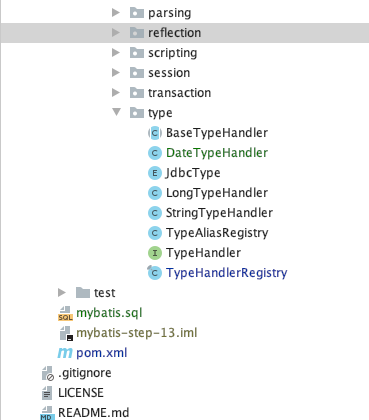 parsing
reflection
scripting
session
transaction
type
BaseTypeHandler
DateTypeHandler
JdbcType
LongTypeHandler
StringTypeHandler
TypeAliasRegistry
TypeHandler
TypeHandlerRegistry
test
mybatis.sql
mybatis-step-13.iml
pom.xml
.gitignore
LICENSE
README.md